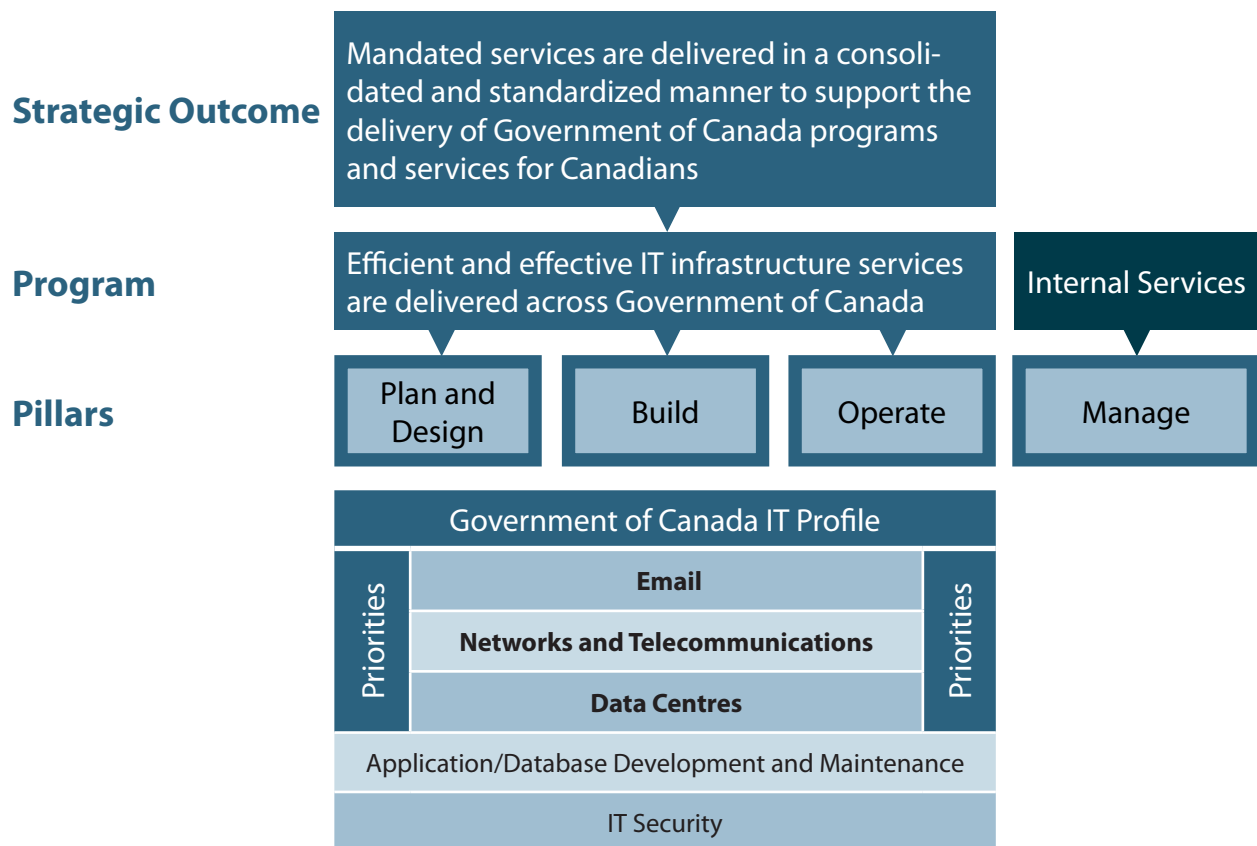 Strategic Outcome
Mandated services are delivered in a consoli-
dated and standardized manner to support the
delivery of Government of Canada programs
and services for Canadians
Program
Efficient and effective IT infrastructure services
are delivered across Government of Canada
Internal Services
Pillars
Plan and
Design
Build
Operate
Manage
Government of Canada IT Profile
Priorities
Email
Networks and Telecommunications
Data Centres
Priorities
Application/Database Development and Maintenance
IT Security